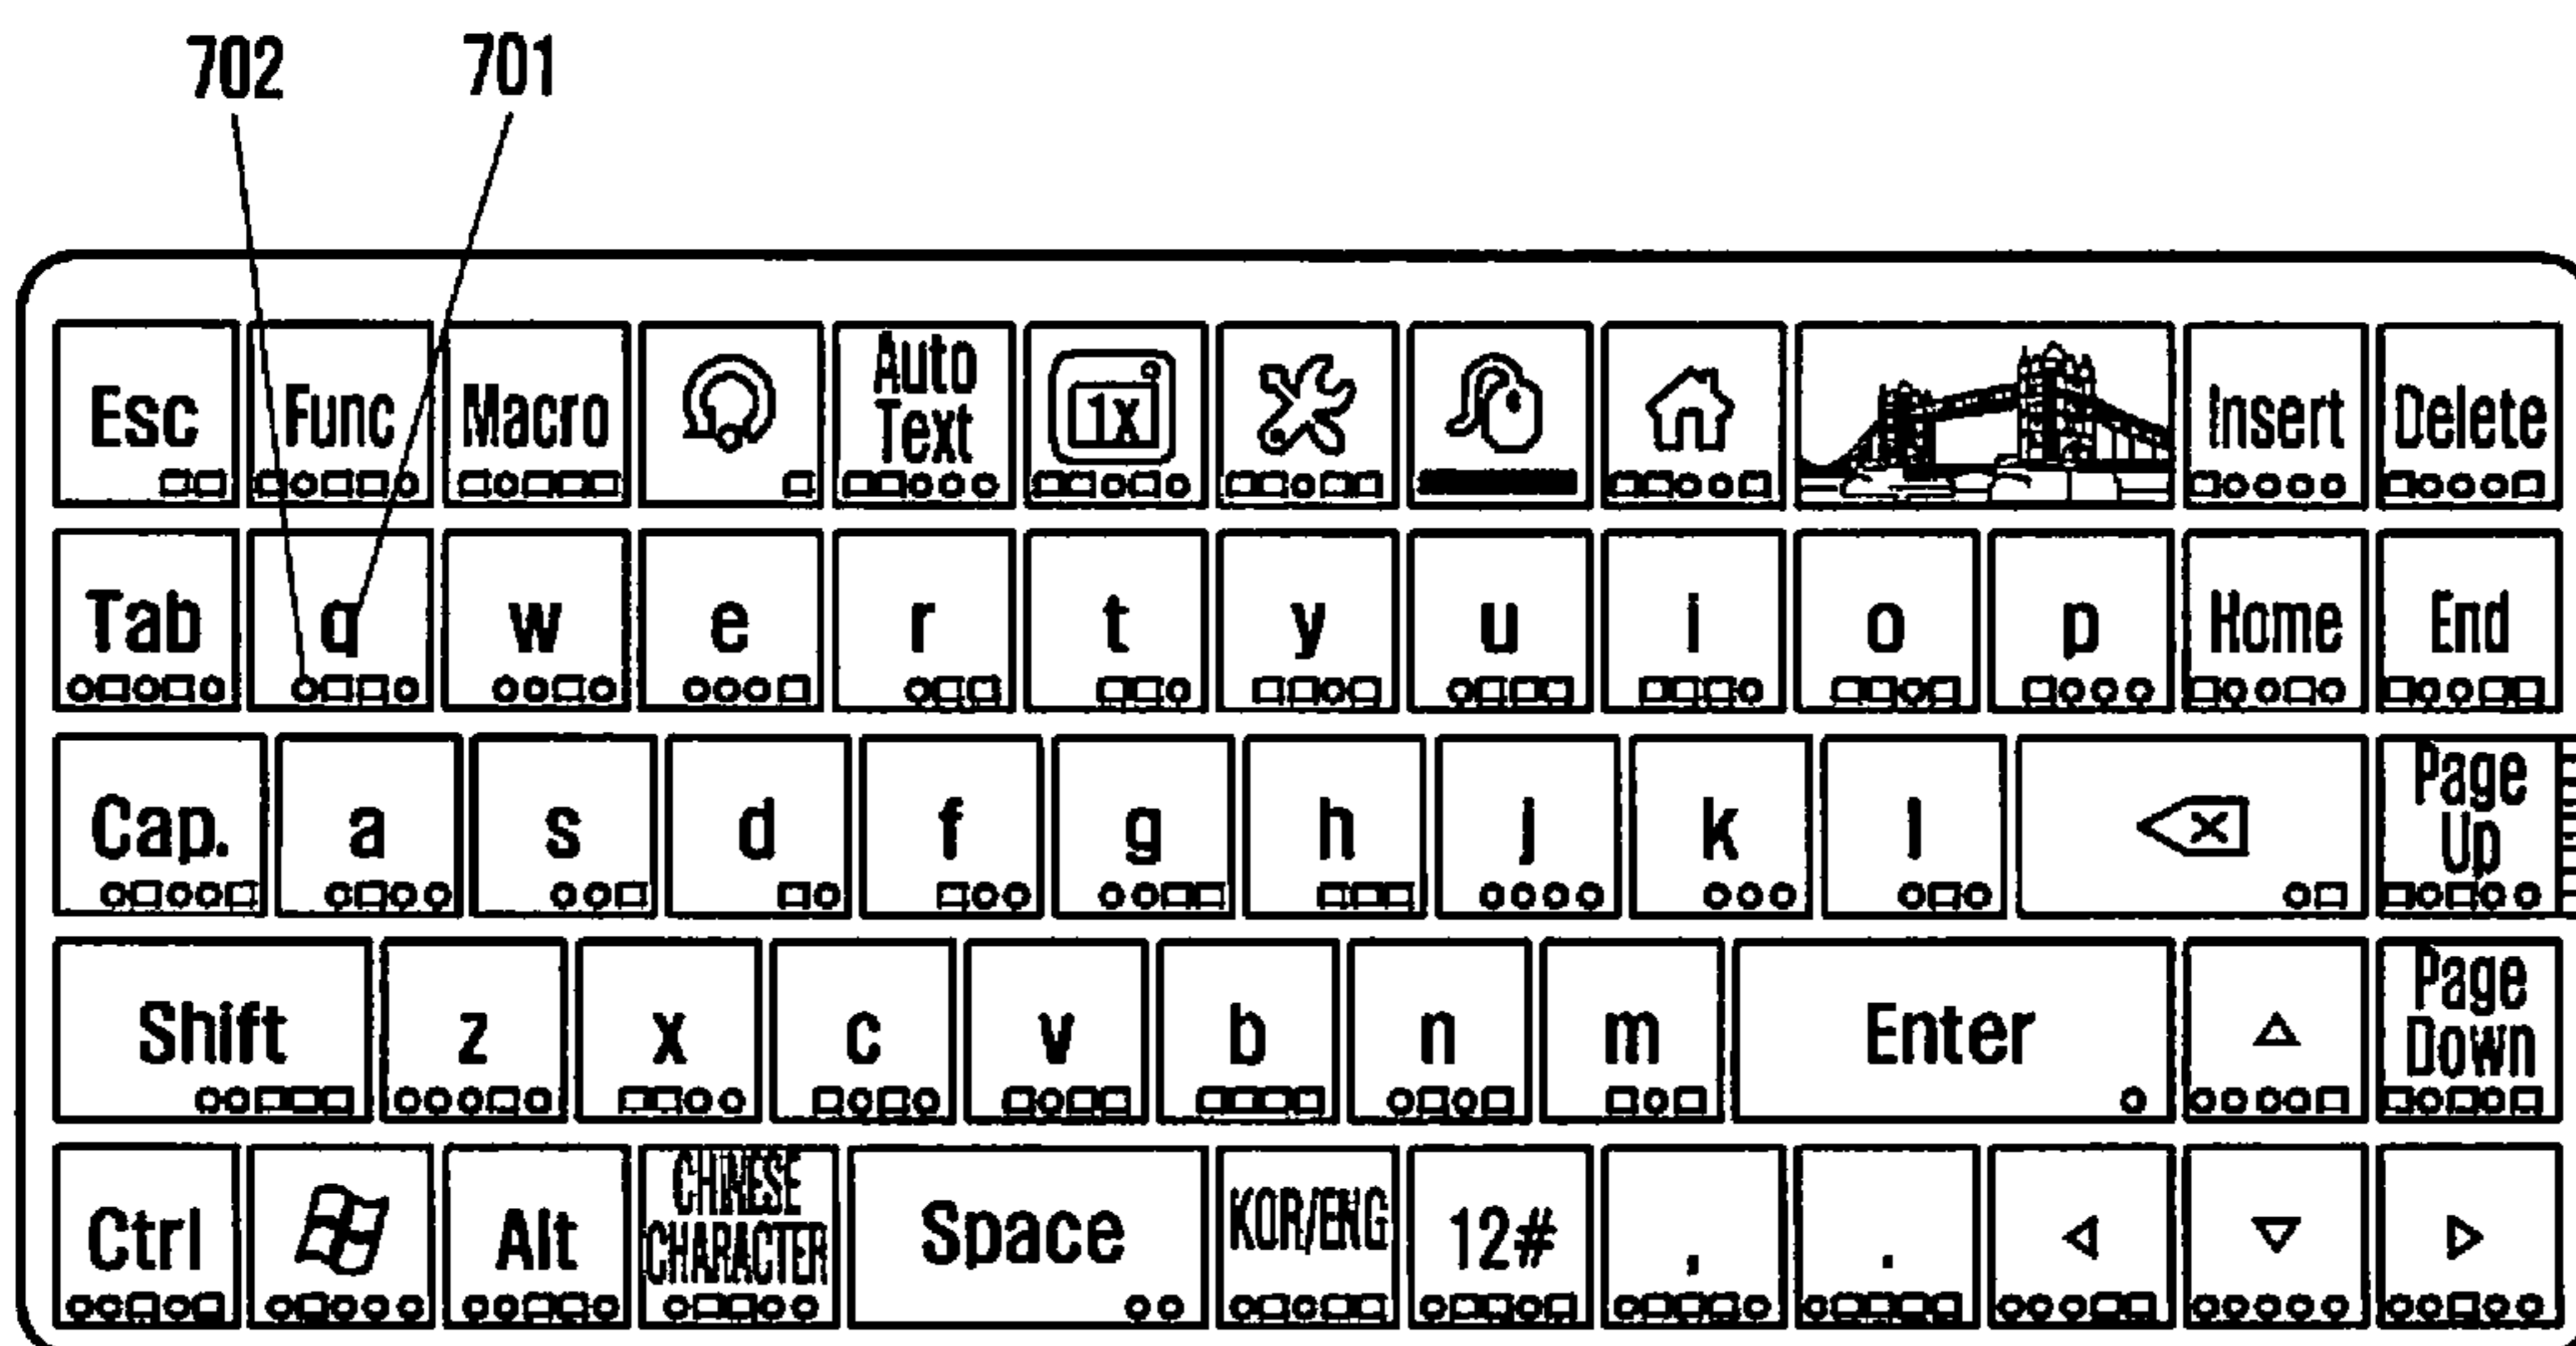 702 701
Esc Func Macro Auto Text 1X Insert Delete
Tab q w e r t y u i o p Home End
Cap. a s d f g h j k l x Page Up
Shift z x c v b n m Enter Page Down
Ctrl Alt CHINESE CHARACTER Space KOR/ENG 12# , .